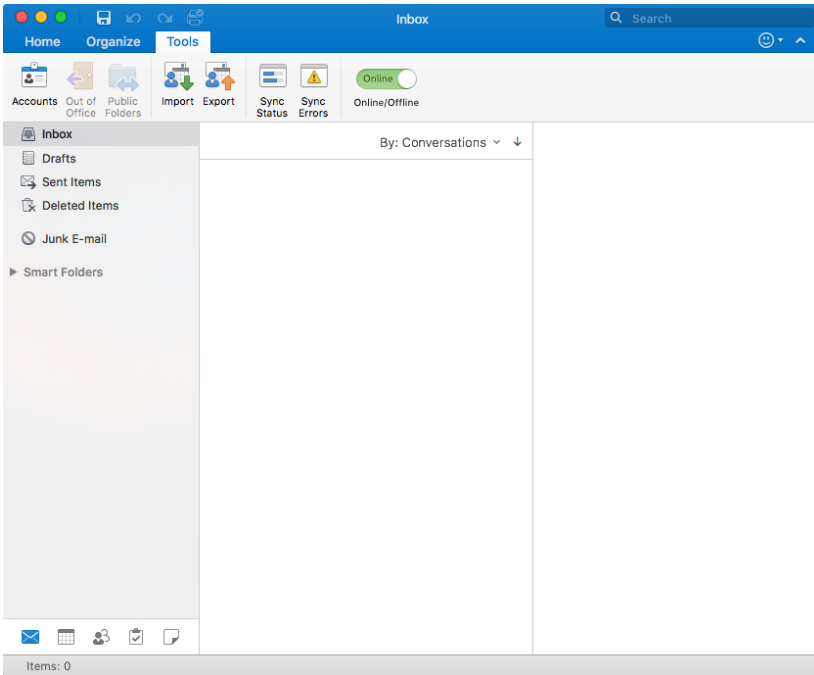 Inbox
Search
Home Organize Tools
Accounts Out of Office Public Folders Import Export Sync Status Sync Errors Online Online/Offline
Inbox
By: Conversations
Drafts
Sent Items
Deleted Items
Junk E-mail
Smart Folders
Items: 0